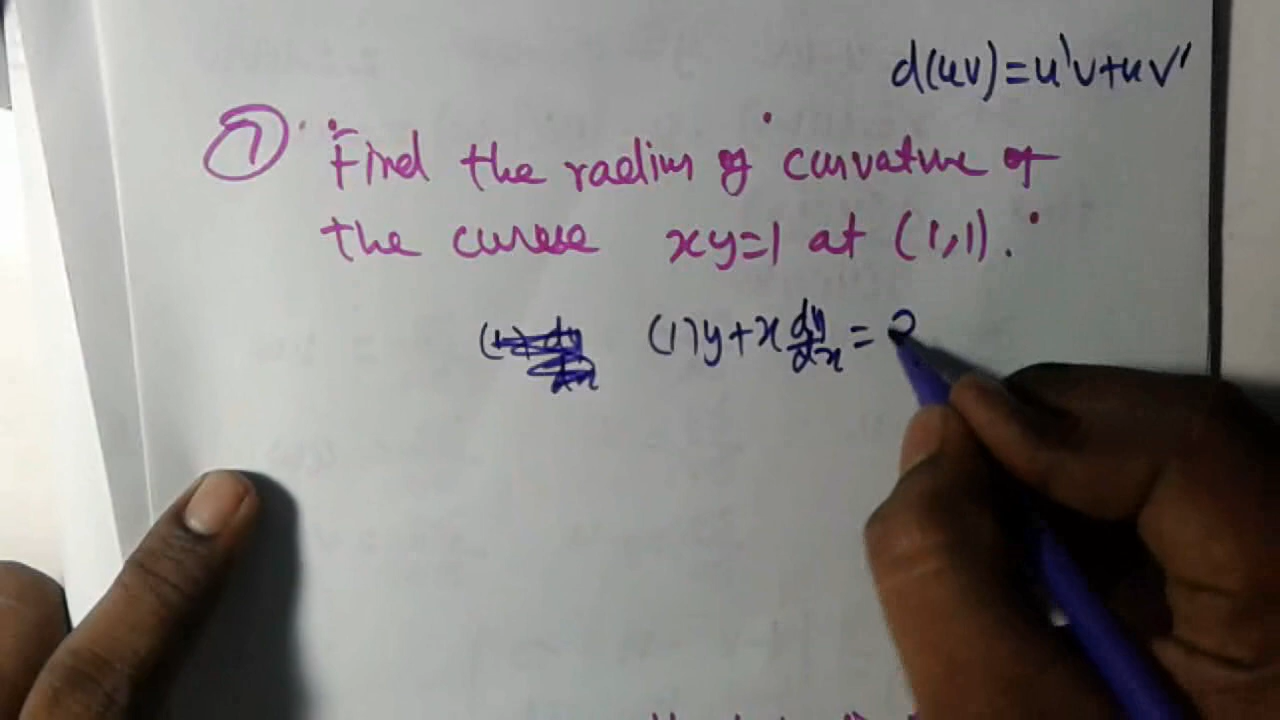 d(uv)=u'v+uv'
7 Find the radius of curvature of
the curve xy=1 at (1,1).
(1)y+x dy/dx = 0